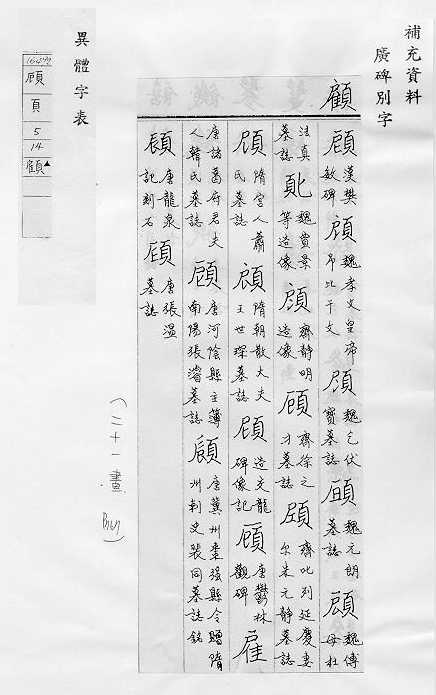 補充資料
廣碑別字
顧
顧 漢樊敏碑 顧 魏孝文皇帝弔比干文 顧 魏乞伏寶墓誌 顧 魏元朗墓誌 顧 魏傅母杜
法真墓誌 魏賈景等造像 顧 齊靜明造像 顧 齊徐之才墓誌 顧 齊比列延慶妻尒朱元靜墓誌
顧 隋宮人蕭氏墓誌 顧 隋朝散大夫王世琛墓誌 顧 造交龍碑像記 顧 唐鬱林觀碑 雇
唐諸葛府君夫人韓氏墓誌 顧 唐河陰縣主簿南陽張濬墓誌 顧 唐冀州棗強縣令贈隋州刺史裴同墓誌銘
顧 唐龍泉記刻石 顧 唐張溫墓誌
(二十一畫)
異體字表
顾
頁
5
14
顧▲